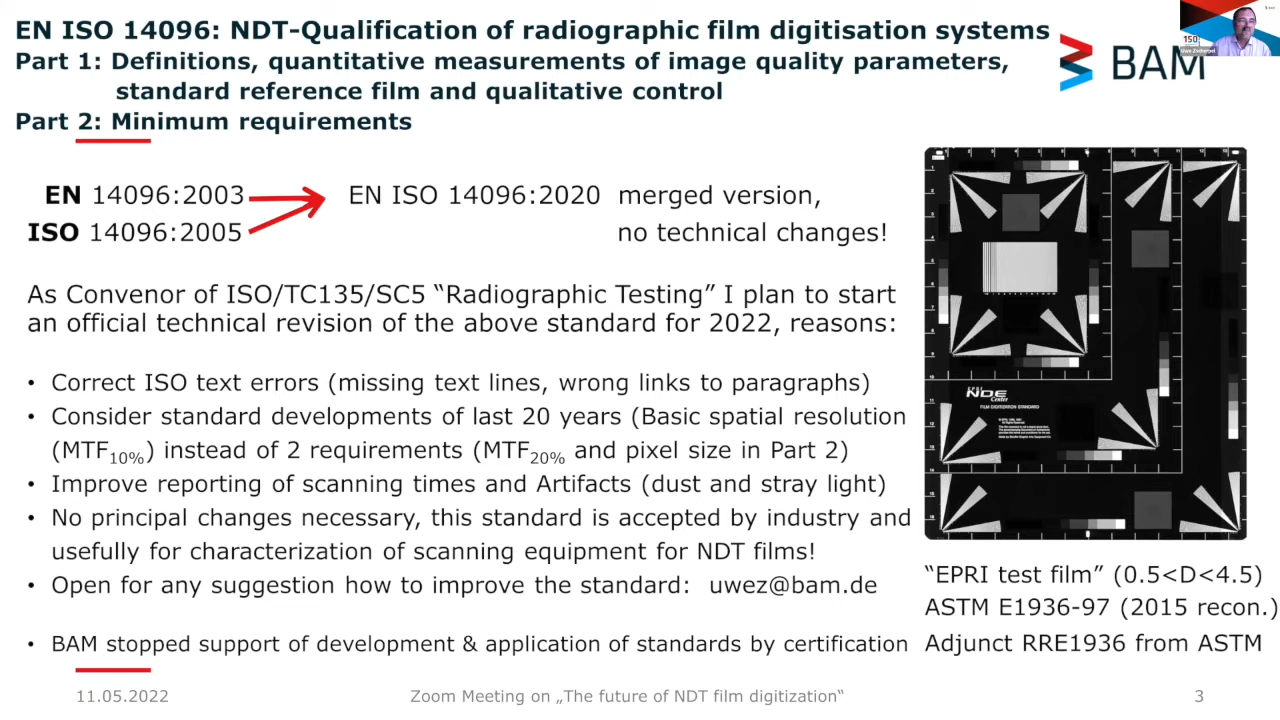 EN ISO 14096: NDT-Qualification of radiographic film digitisation systems
Part 1: Definitions, quantitative measurements of image quality parameters,
standard reference film and qualitative control
Part 2: Minimum requirements
BAM
Uwe Zscherpel
EN 14096:2003
EN ISO 14096:2020 merged version,
ISO 14096:2005
no technical changes!
As Convenor of ISO/TC135/SC5 “Radiographic Testing” I plan to start
an official technical revision of the above standard for 2022, reasons:
• Correct ISO text errors (missing text lines, wrong links to paragraphs)
• Consider standard developments of last 20 years (Basic spatial resolution
(MTF10%) instead of 2 requirements (MTF20% and pixel size in Part 2)
• Improve reporting of scanning times and Artifacts (dust and stray light)
• No principal changes necessary, this standard is accepted by industry and
usefully for characterization of scanning equipment for NDT films!
• Open for any suggestion how to improve the standard: uwez@bam.de
• BAM stopped support of development & application of standards by certification
EPRI
NDE
Center
FILM DIGITIZATION STANDARD
“EPRI test film” (0.5<D<4.5)
ASTM E1936-97 (2015 recon.)
Adjunct RRE1936 from ASTM
11.05.2022
Zoom Meeting on „The future of NDT film digitization“
3